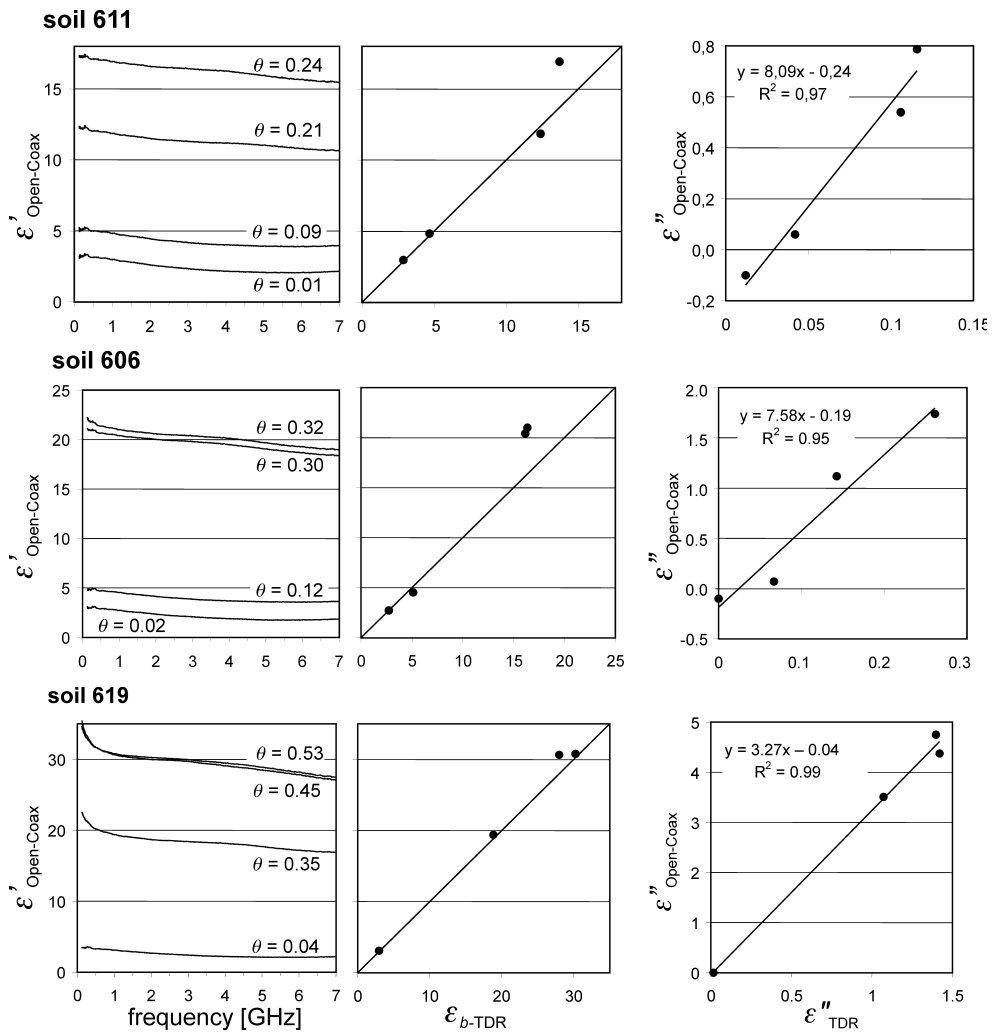 soil 611
ε′ Open-Coax
15
10
5
0
θ = 0.24
θ = 0.21
θ = 0.09
θ = 0.01
0 1 2 3 4 5 6 7
0 5 10 15
ε″ Open-Coax
0,8
0,6
0,4
0,2
0,0
-0,2
y = 8,09x - 0,24
R² = 0,97
0 0.05 0.1 0.15
soil 606
ε′ Open-Coax
25
20
15
10
5
0
θ = 0.32
θ = 0.30
θ = 0.12
θ = 0.02
0 1 2 3 4 5 6 7
0 5 10 15 20 25
ε″ Open-Coax
2.0
1.5
1.0
0.5
0.0
-0.5
y = 7.58x - 0.19
R² = 0.95
0 0.1 0.2 0.3
soil 619
ε′ Open-Coax
30
20
10
0
θ = 0.53
θ = 0.45
θ = 0.35
θ = 0.04
0 1 2 3 4 5 6 7
frequency [GHz]
0 10 20 30
ε b-TDR
ε″ Open-Coax
5
4
3
2
1
0
y = 3.27x – 0.04
R² = 0.99
0 0.5 1 1.5
ε″ TDR